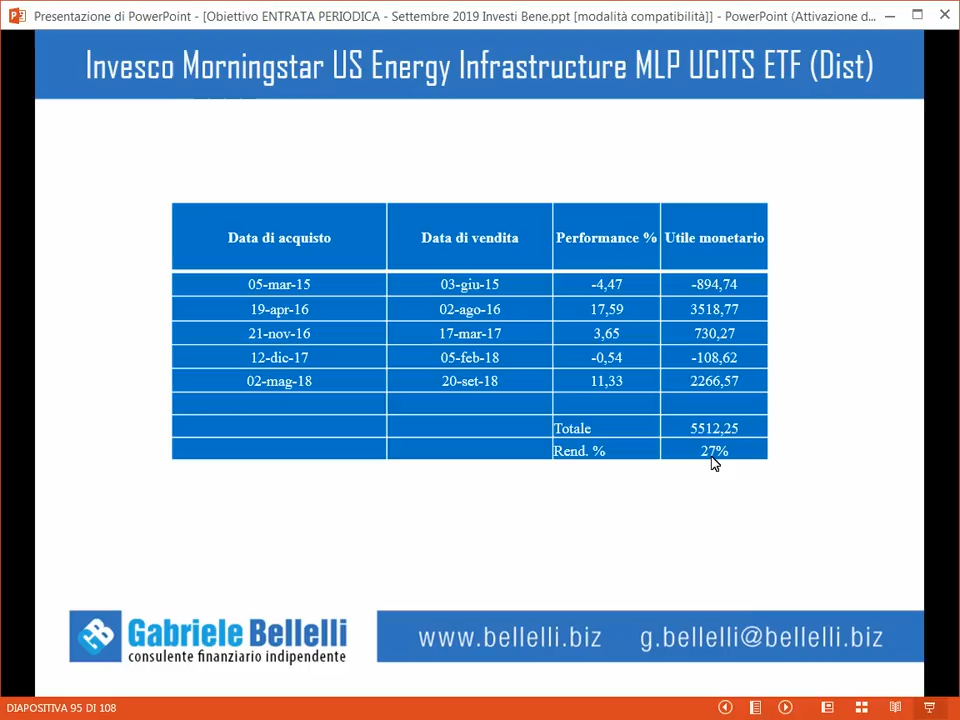 Presentazione di PowerPoint - [Obiettivo ENTRATA PERIODICA - Settembre 2019 Investi Bene.ppt [modalità compatibilità]] - PowerPoint (Attivazione d...
Invesco Morningstar US Energy Infrastructure MLP UCITS ETF (Dist)
Data di acquisto Data di vendita Performance % Utile monetario
05-mar-15 03-giu-15 -4,47 -894,74
19-apr-16 02-ago-16 17,59 3518,77
21-nov-16 17-mar-17 3,65 730,27
12-dic-17 05-feb-18 -0,54 -108,62
02-mag-18 20-set-18 11,33 2266,57
Totale 5512,25
Rend. % 27%
GB Gabriele Bellelli
consulente finanziario indipendente
www.bellelli.biz g.bellelli@bellelli.biz
DIAPOSITIVA 95 DI 108